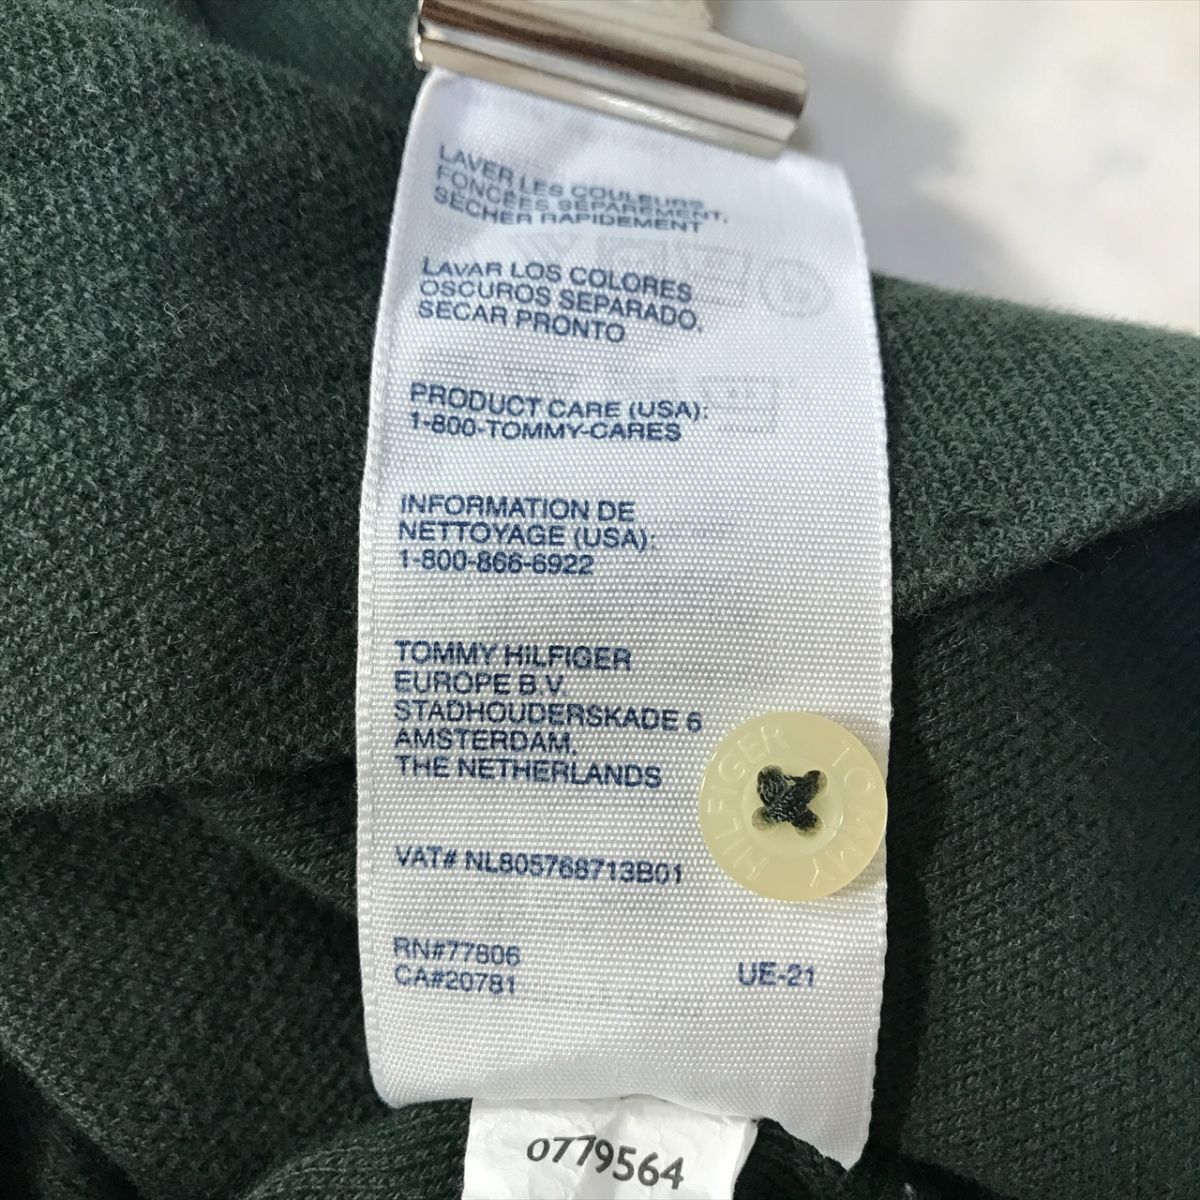 LAVER LES COULEURS
FONCÉES SÉPAREMENT.
SÉCHER RAPIDEMENT
LAVAR LOS COLORES
OSCUROS SEPARADO.
SECAR PRONTO
PRODUCT CARE (USA):
1-800-TOMMY-CARES
INFORMATION DE
NETTOYAGE (USA):
1-800-866-6922
TOMMY HILFIGER
EUROPE B.V.
STADHOUDERSKADE 6
AMSTERDAM,
THE NETHERLANDS
TOMMY HILFIGER
VAT# NL805768713B01
RN#77806
CA#20781
UE-21
0779564